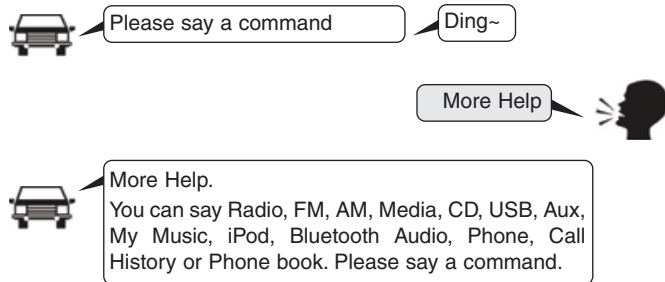 Please say a command
Ding~
More Help
More Help.
You can say Radio, FM, AM, Media, CD, USB, Aux,
My Music, iPod, Bluetooth Audio, Phone, Call
History or Phone book. Please say a command.